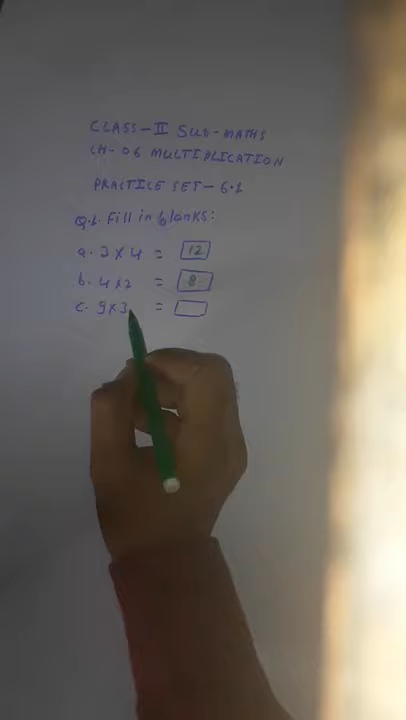 CLASS-II SUB-MATHS
CH-06 MULTIPLICATION
PRACTICE SET-6.1
Q.1. Fill in blanks:
a. 3 x 4 = 12
b. 4 x 2 = 8
c. 9 x 3 =